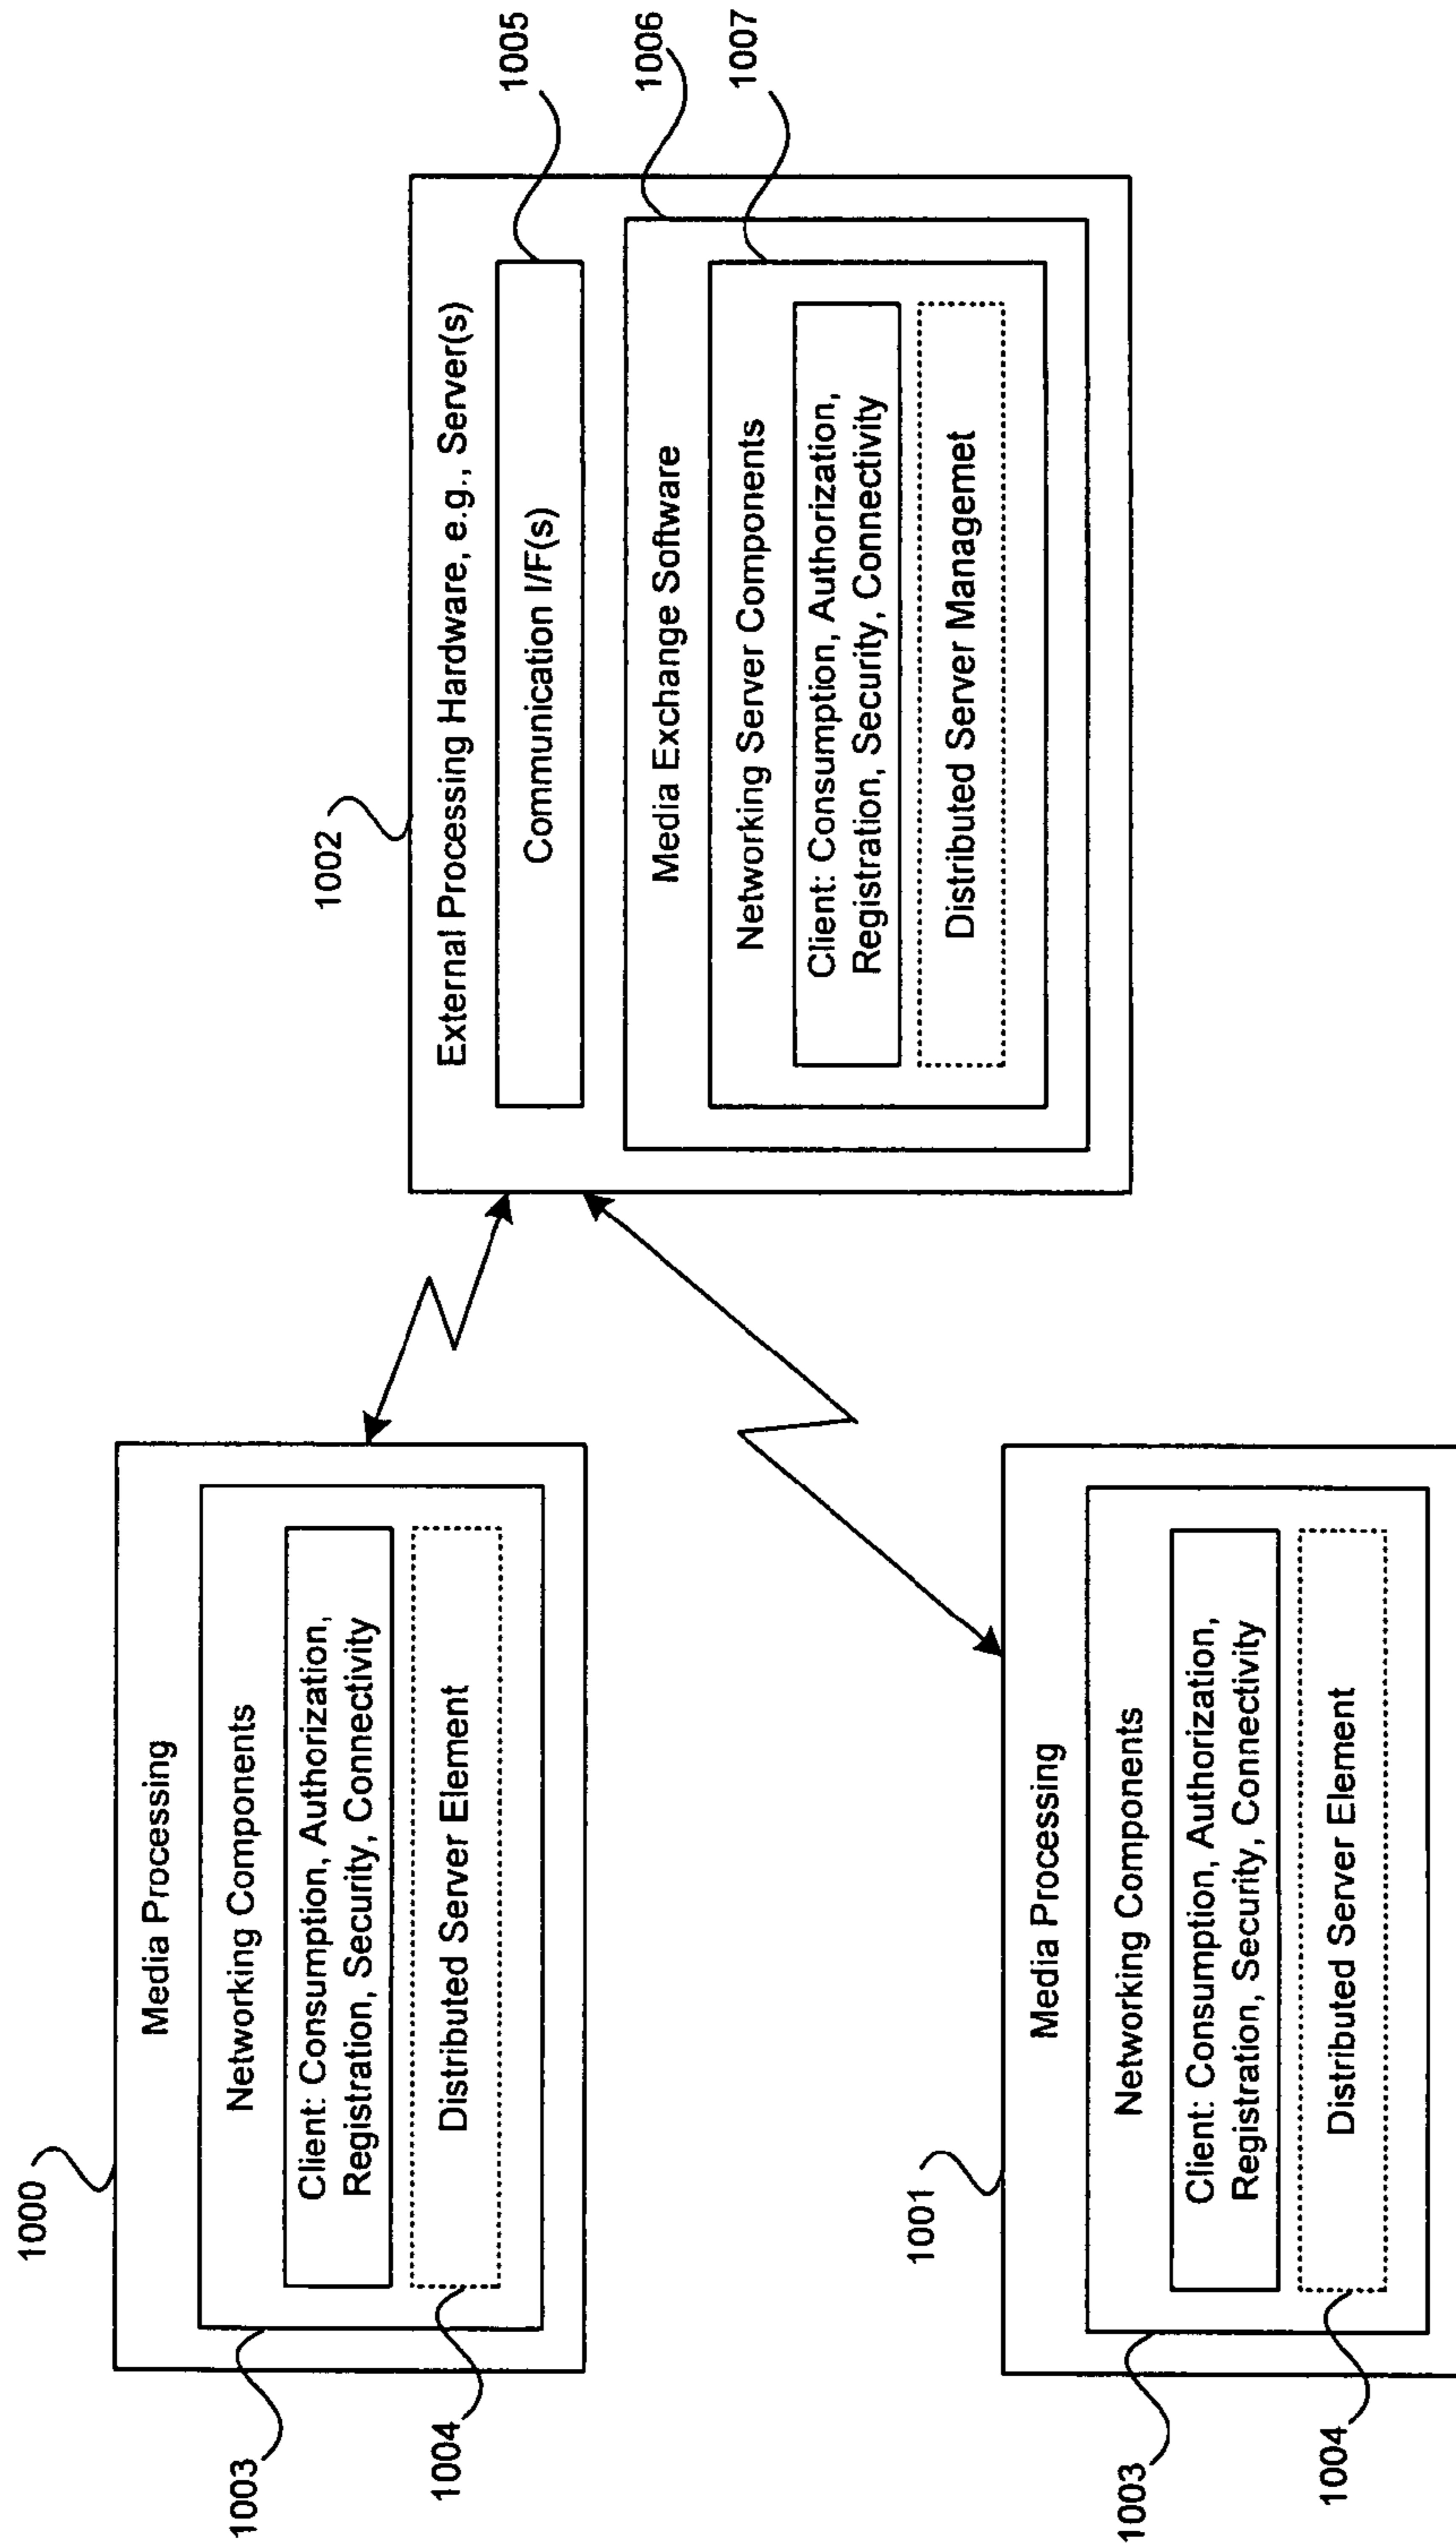 1000
Media Processing
Networking Components
Client: Consumption, Authorization,
Registration, Security, Connectivity
Distributed Server Element
1003
1004
1002
External Processing Hardware, e.g., Server(s)
Communication I/F(s)
Media Exchange Software
Networking Server Components
Client: Consumption, Authorization,
Registration, Security, Connectivity
Distributed Server Managemet
1005
1006
1007
1001
Media Processing
Networking Components
Client: Consumption, Authorization,
Registration, Security, Connectivity
Distributed Server Element
1003
1004